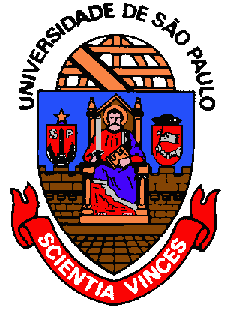 UNIVERSIDADE DE SÃO PAULO
SCIENTIA VINCES